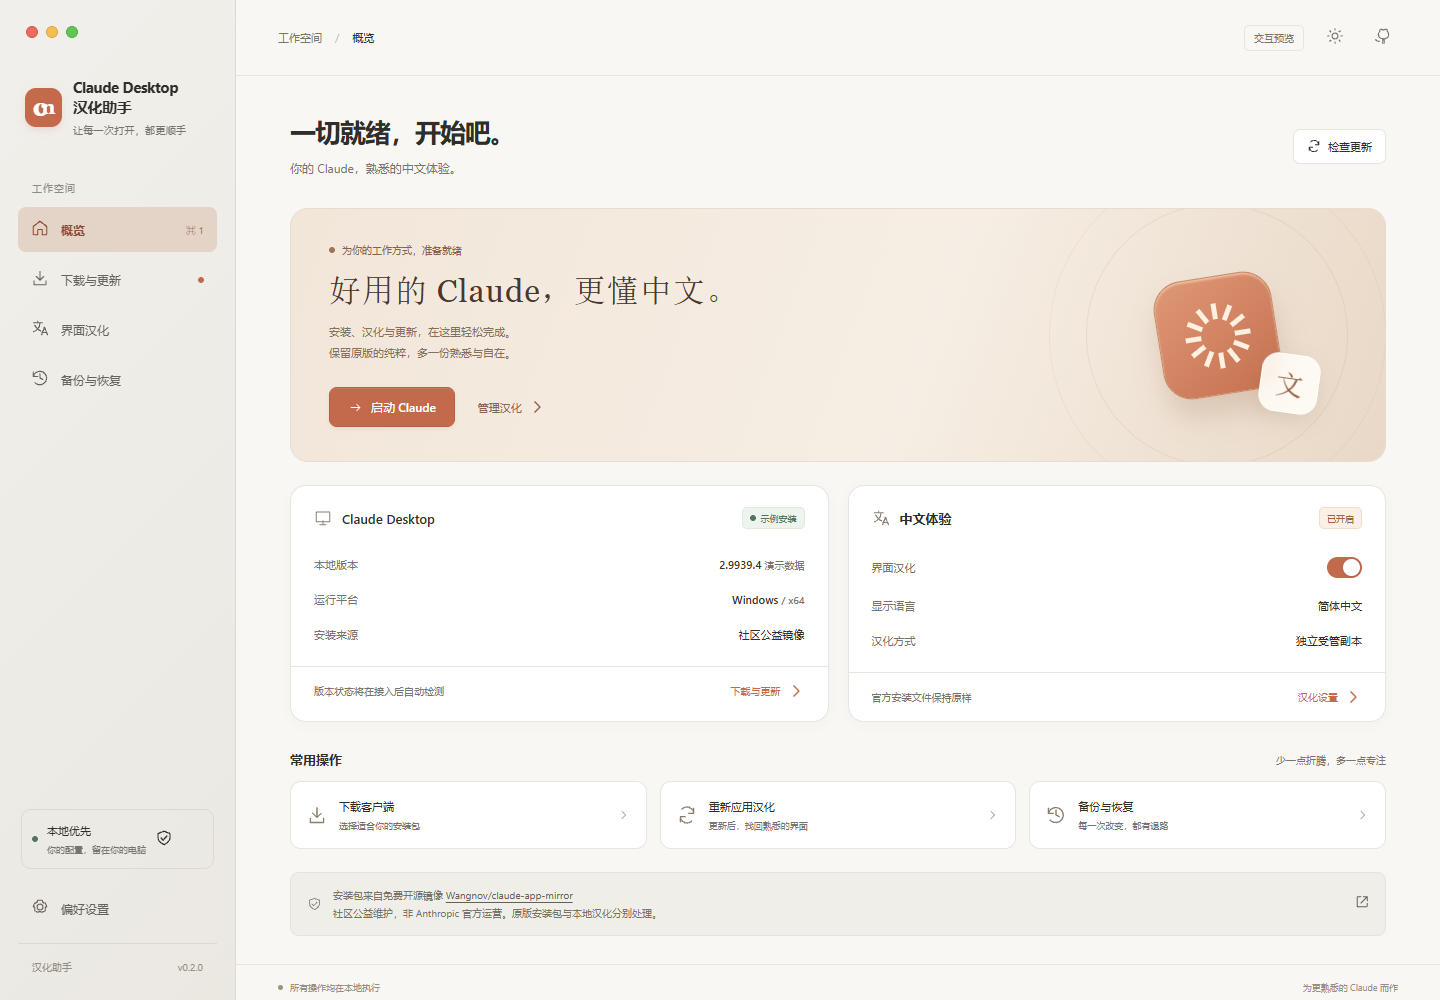 工作空间 / 概览
交互预览
Claude Desktop
汉化助手
让每一次打开，都更顺手
工作空间
概览 ⌘ 1
下载与更新
界面汉化
备份与恢复
本地优先
你的配置，留在你的电脑
偏好设置
汉化助手 v0.2.0
一切就绪，开始吧。
你的 Claude，熟悉的中文体验。
检查更新
为你的工作方式，准备就绪
好用的 Claude，更懂中文。
安装、汉化与更新，在这里轻松完成。
保留原版的纯粹，多一份熟悉与自在。
启动 Claude
管理汉化
文
Claude Desktop
示例安装
本地版本 2.9939.4 演示数据
运行平台 Windows / x64
安装来源 社区公益镜像
版本状态将在接入后自动检测 下载与更新
中文体验
已开启
界面汉化
显示语言 简体中文
汉化方式 独立受管副本
官方安装文件保持原样 汉化设置
常用操作
少一点折腾，多一点专注
下载客户端
选择适合你的安装包
重新应用汉化
更新后，找回熟悉的界面
备份与恢复
每一次改变，都有退路
安装包来自免费开源镜像 Wangnov/claude-app-mirror
社区公益维护，非 Anthropic 官方运营。原版安装包与本地汉化分别处理。
所有操作均在本地执行
为更熟悉的 Claude 而作